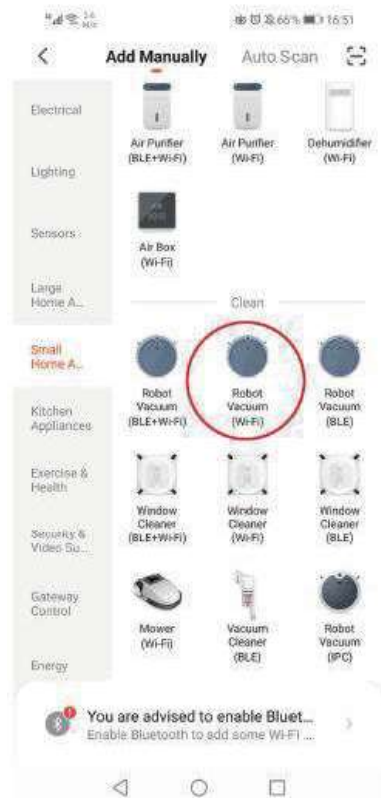 66% 16:51
Add Manually Auto Scan
Electrical
Lighting
Sensors
Large
Home A...
Small
Home A...
Kitchen
Appliances
Exercise &
Health
Security &
Video Su...
Gateway
Control
Energy
Air Purifier
(BLE+Wi-Fi)
Air Purifier
(Wi-Fi)
Dehumidifier
(Wi-Fi)
Air Box
(Wi-Fi)
Clean
Robot
Vacuum
(BLE+Wi-Fi)
Robot
Vacuum
(Wi-Fi)
Robot
Vacuum
(BLE)
Window
Cleaner
(BLE+Wi-Fi)
Window
Cleaner
(Wi-Fi)
Window
Cleaner
(BLE)
Mower
(Wi-Fi)
Vacuum
Cleaner
(BLE)
Robot
Vacuum
(IPC)
You are advised to enable Bluet...
Enable Bluetooth to add some Wi-Fi ...